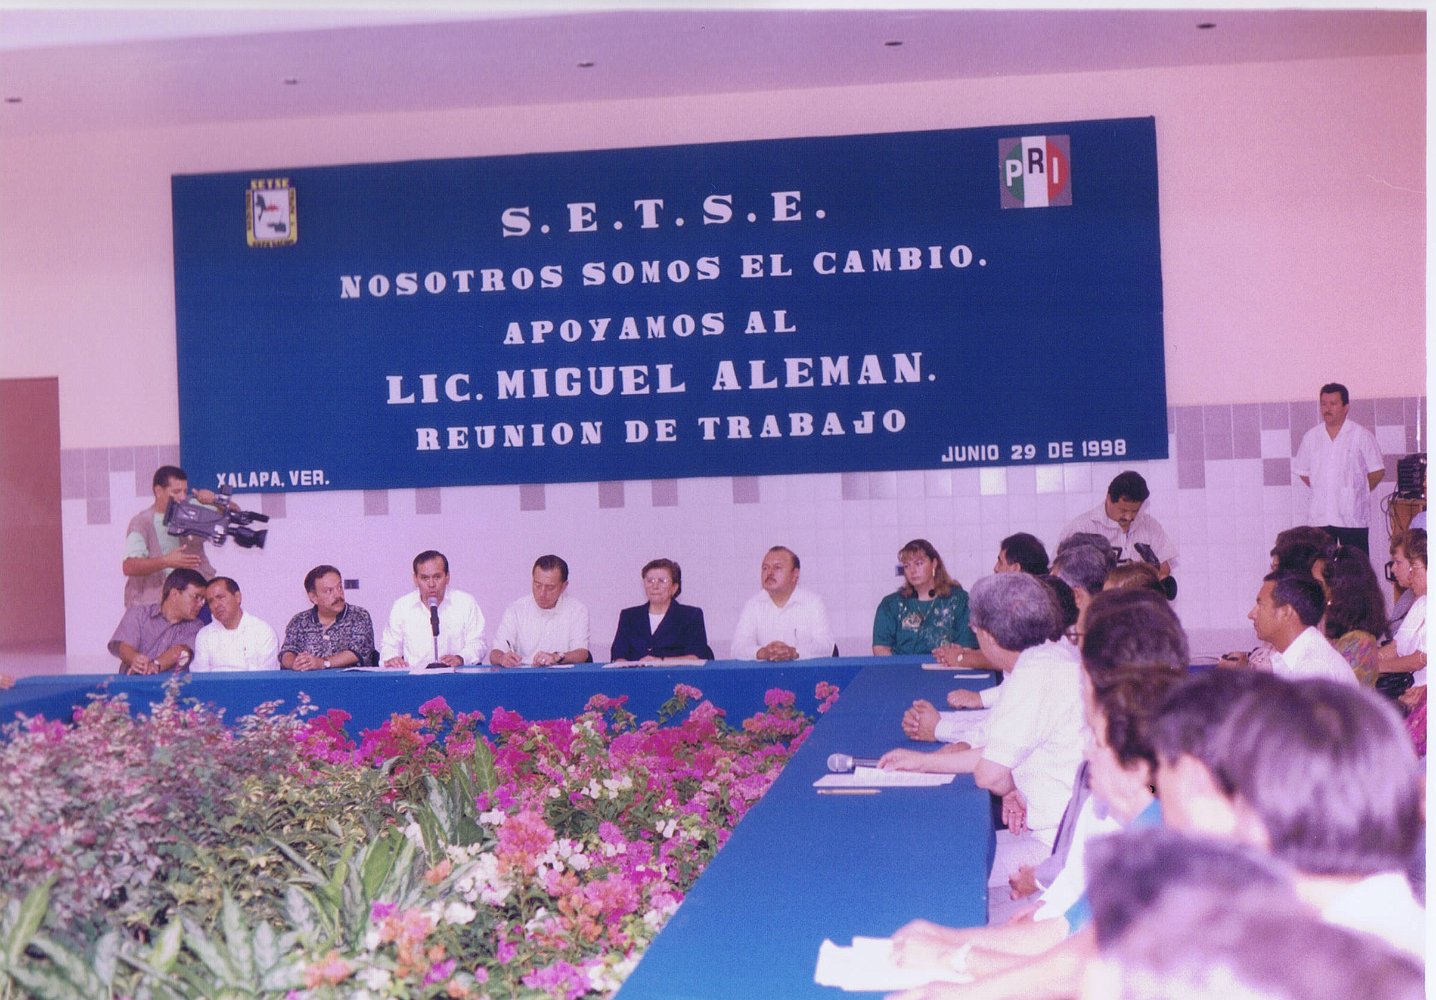 SETSE
PRI
S.E.T.S.E.
NOSOTROS SOMOS EL CAMBIO.
APOYAMOS AL
LIC. MIGUEL ALEMAN.
REUNION DE TRABAJO
JUNIO 29 DE 1998
XALAPA, VER.